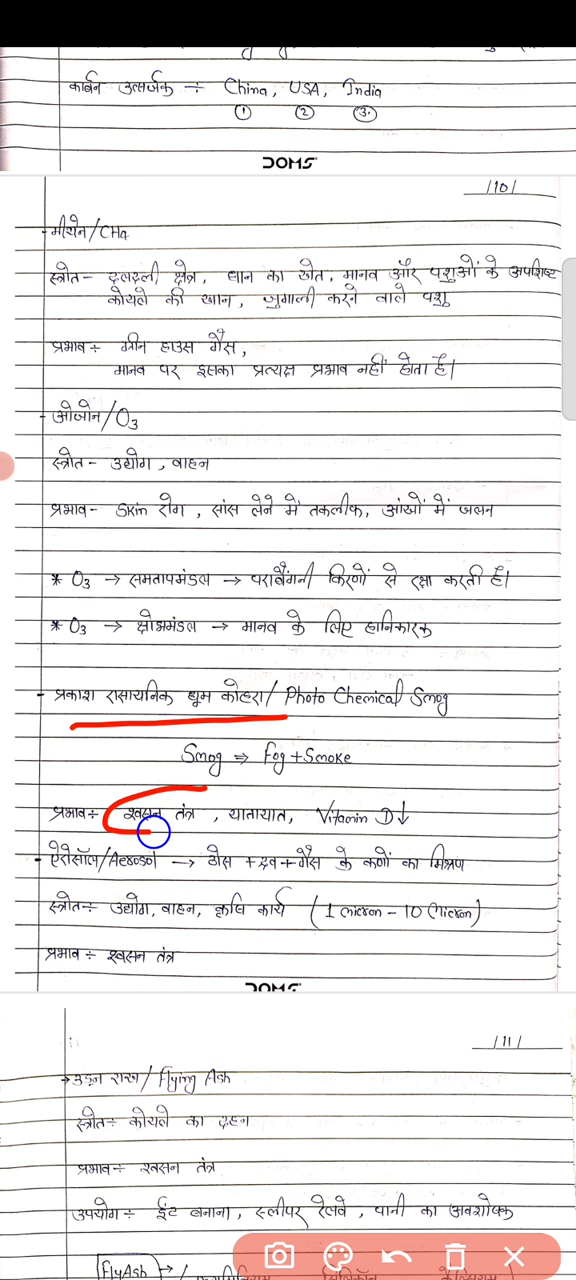 कार्बन उत्सर्जक ÷ China, USA, India
① ② ③
DOMS
/10/
- मीथेन/CH4
स्त्रोत – दलदली क्षेत्र, धान का खेत, मानव और पशुओं के अपशिष्ट
कोयले की खान, जुगाली करने वाले पशु
प्रभाव ÷ ग्रीन हाउस गैस,
मानव पर इसका प्रत्यक्ष प्रभाव नहीं होता है।
- ओजोन/O3
स्त्रोत – उद्योग, वाहन
प्रभाव – Skin रोग, सांस लेने में तकलीफ, आंखों में जलन
* O3 → समतापमंडल → पराबैंगनी किरणों से रक्षा करती है।
* O3 → क्षोभमंडल → मानव के लिए हानिकारक
- प्रकाश रासायनिक धूम कोहरा/ Photo Chemical Smog
Smog ⇒ Fog + Smoke
प्रभाव ÷ श्वसन तंत्र, यातायात, Vitamin D ↓
- ऐरोसॉल/Aerosol → ठोस + द्रव + गैस के कणों का मिश्रण
स्त्रोत ÷ उद्योग, वाहन, कृषि कार्य (1 micron – 10 Micron)
प्रभाव ÷ श्वसन तंत्र
DOMS
/11/
→ उड़न राख/ Flying Ash
स्त्रोत ÷ कोयले का दहन
प्रभाव ÷ श्वसन तंत्र
उपयोग ÷ ईंट बनाना, स्लीपर रेलवे, पानी का अवशोषक
FlyAsh →